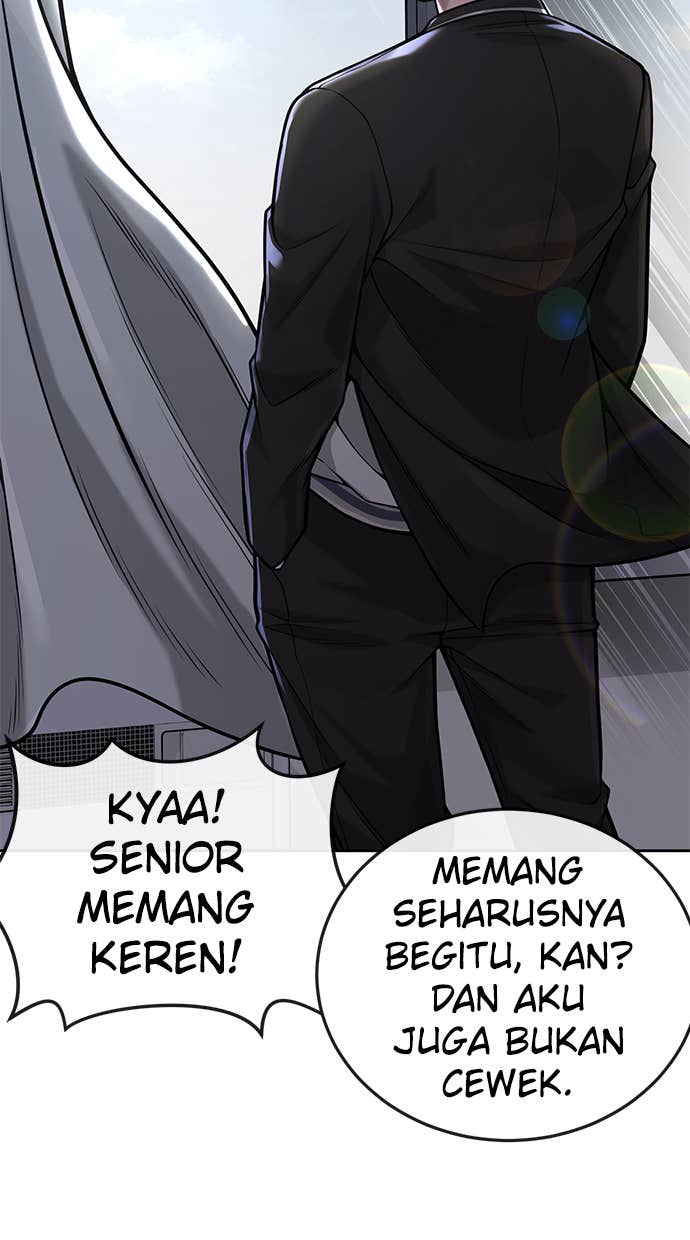 KYAA!
SENIOR
MEMANG
KEREN!
MEMANG
SEHARUSNYA
BEGITU, KAN?
DAN AKU
JUGA BUKAN
CEWEK.